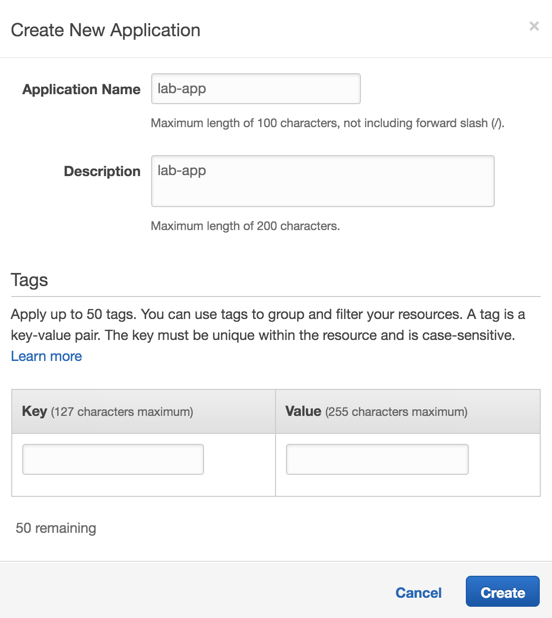 Create New Application ×
Application Name lab-app
Maximum length of 100 characters, not including forward slash (/).
Description lab-app
Maximum length of 200 characters.
Tags
Apply up to 50 tags. You can use tags to group and filter your resources. A tag is a
key-value pair. The key must be unique within the resource and is case-sensitive.
Learn more
Key (127 characters maximum) Value (255 characters maximum)
50 remaining
Cancel Create